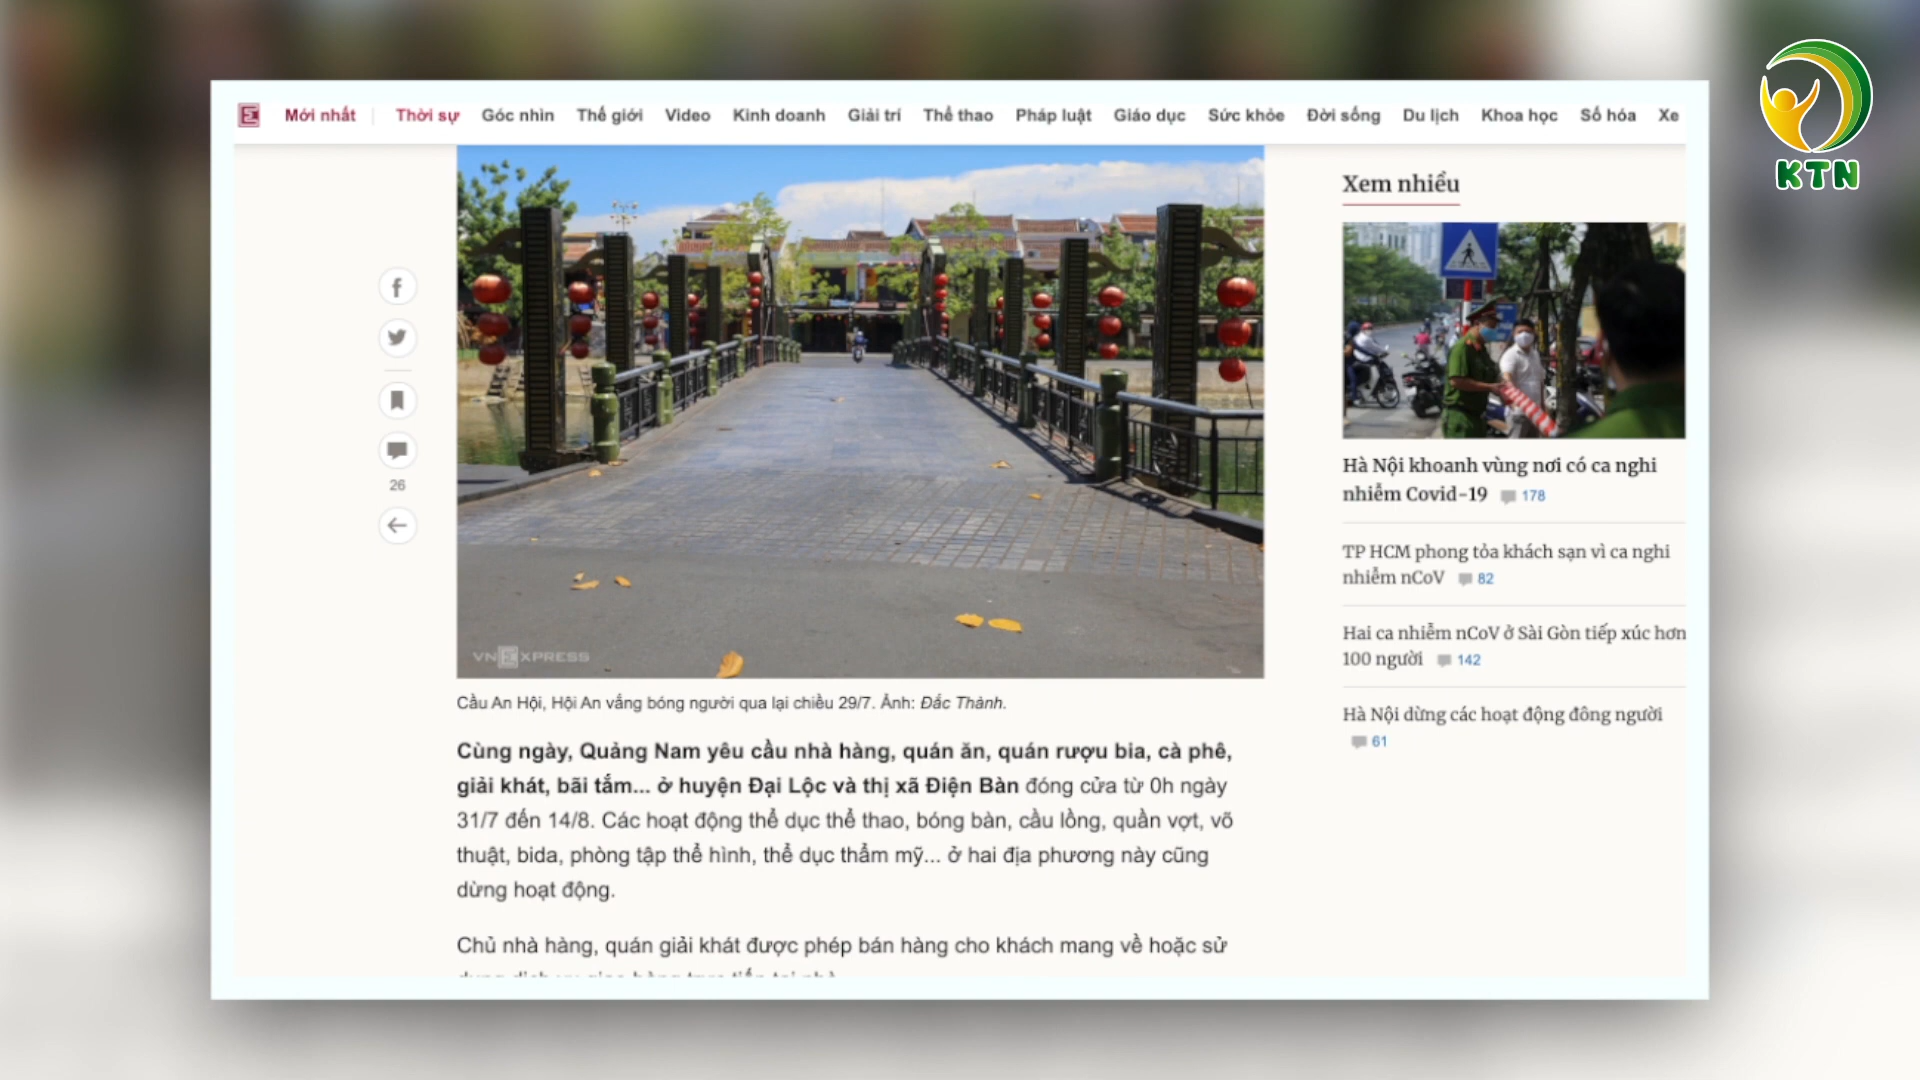 Mới nhất Thời sự Góc nhìn Thế giới Video Kinh doanh Giải trí Thể thao Pháp luật Giáo dục Sức khỏe Đời sống Du lịch Khoa học Số hóa Xe
KTN
26
VNEXPRESS
Cầu An Hội, Hội An vắng bóng người qua lại chiều 29/7. Ảnh: Đắc Thành.
Cùng ngày, Quảng Nam yêu cầu nhà hàng, quán ăn, quán rượu bia, cà phê,
giải khát, bãi tắm... ở huyện Đại Lộc và thị xã Điện Bàn đóng cửa từ 0h ngày
31/7 đến 14/8. Các hoạt động thể dục thể thao, bóng bàn, cầu lông, quần vợt, võ
thuật, bida, phòng tập thể hình, thể dục thẩm mỹ... ở hai địa phương này cũng
dừng hoạt động.
Chủ nhà hàng, quán giải khát được phép bán hàng cho khách mang về hoặc sử
Xem nhiều
Hà Nội khoanh vùng nơi có ca nghi
nhiễm Covid-19 178
TP HCM phong tỏa khách sạn vì ca nghi
nhiễm nCoV 82
Hai ca nhiễm nCoV ở Sài Gòn tiếp xúc hơn
100 người 142
Hà Nội dừng các hoạt động đông người
61